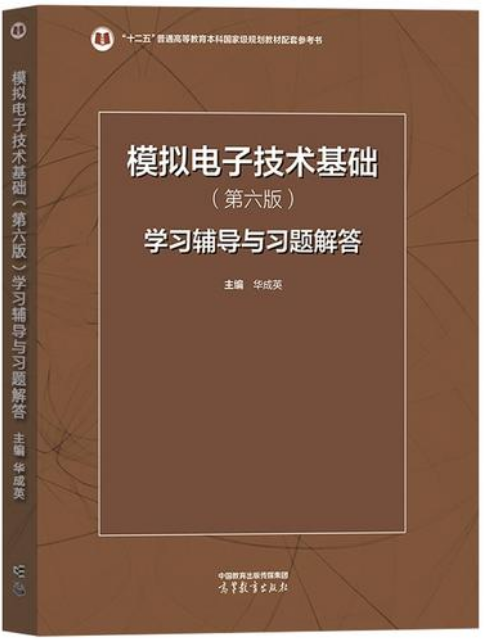 "十二五"普通高等教育本科国家级规划教材配套参考书
模拟电子技术基础
（第六版）
学习辅导与习题解答
主编 华成英
中国教育出版传媒集团
高等教育出版社
模拟电子技术基础（第六版）学习辅导与习题解答
主编 华成英